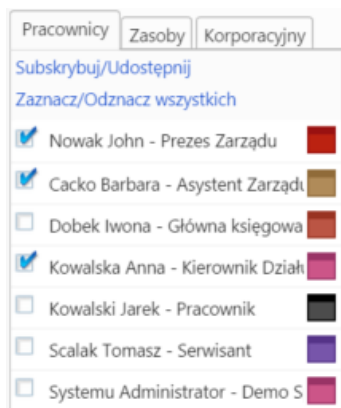 Pracownicy Zasoby Korporacyjny
Subskrybuj/Udostępnij
Zaznacz/Odznacz wszystkich
Nowak John - Prezes Zarządu
Cacko Barbara - Asystent Zarządu
Dobek Iwona - Główna księgowa
Kowalska Anna - Kierownik Działu
Kowalski Jarek - Pracownik
Scalak Tomasz - Serwisant
Systemu Administrator - Demo S